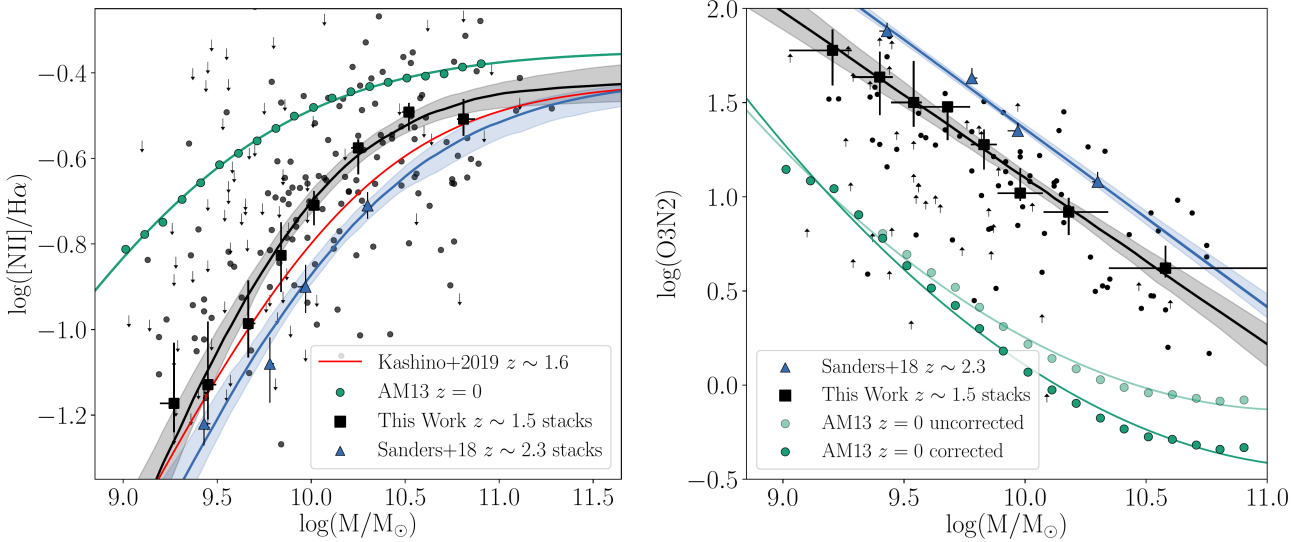 log([NII]/Hα)
−0.4
−0.6
−0.8
−1.0
−1.2
9.0 9.5 10.0 10.5 11.0 11.5
log(M/M⊙)
Kashino+2019 z ∼ 1.6
AM13 z = 0
This Work z ∼ 1.5 stacks
Sanders+18 z ∼ 2.3 stacks
log(O3N2)
2.0
1.5
1.0
0.5
0.0
−0.5
9.0 9.5 10.0 10.5 11.0
log(M/M⊙)
Sanders+18 z ∼ 2.3
This Work z ∼ 1.5 stacks
AM13 z = 0 uncorrected
AM13 z = 0 corrected